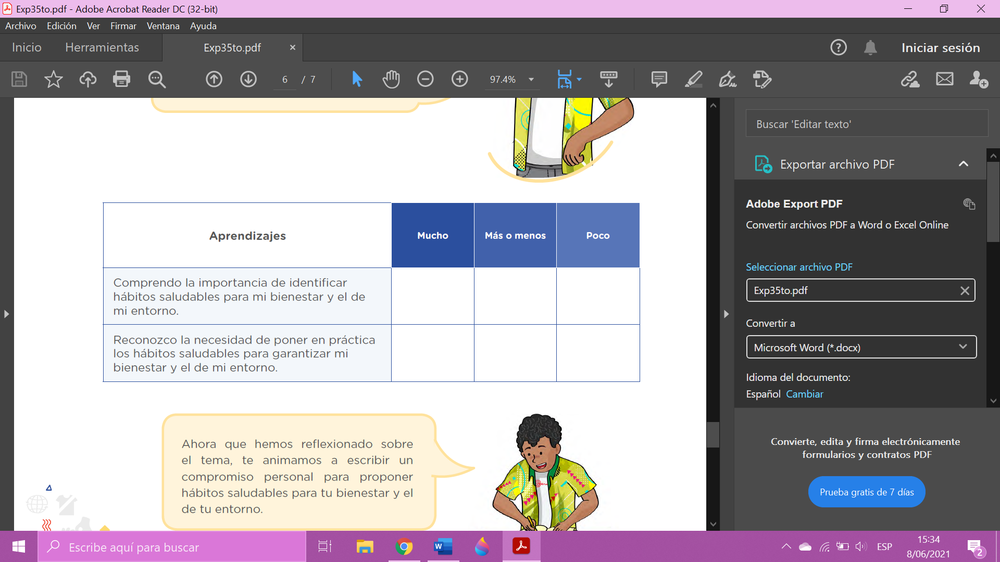 Exp35to.pdf - Adobe Acrobat Reader DC (32-bit)
Archivo Edición Ver Firmar Ventana Ayuda
Inicio Herramientas Exp35to.pdf Iniciar sesión
6 / 7 97.4%
Buscar 'Editar texto'
Exportar archivo PDF
Adobe Export PDF
Convertir archivos PDF a Word o Excel Online
Seleccionar archivo PDF
Exp35to.pdf
Convertir a
Microsoft Word (*.docx)
Idioma del documento:
Español Cambiar
Convierte, edita y firma electrónicamente
formularios y contratos PDF
Prueba gratis de 7 días
Aprendizajes Mucho Más o menos Poco
Comprendo la importancia de identificar
hábitos saludables para mi bienestar y el de
mi entorno.
Reconozco la necesidad de poner en práctica
los hábitos saludables para garantizar mi
bienestar y el de mi entorno.
Ahora que hemos reflexionado sobre
el tema, te animamos a escribir un
compromiso personal para proponer
hábitos saludables para tu bienestar y el
de tu entorno.
Escribe aquí para buscar
ESP
15:34
8/06/2021
2